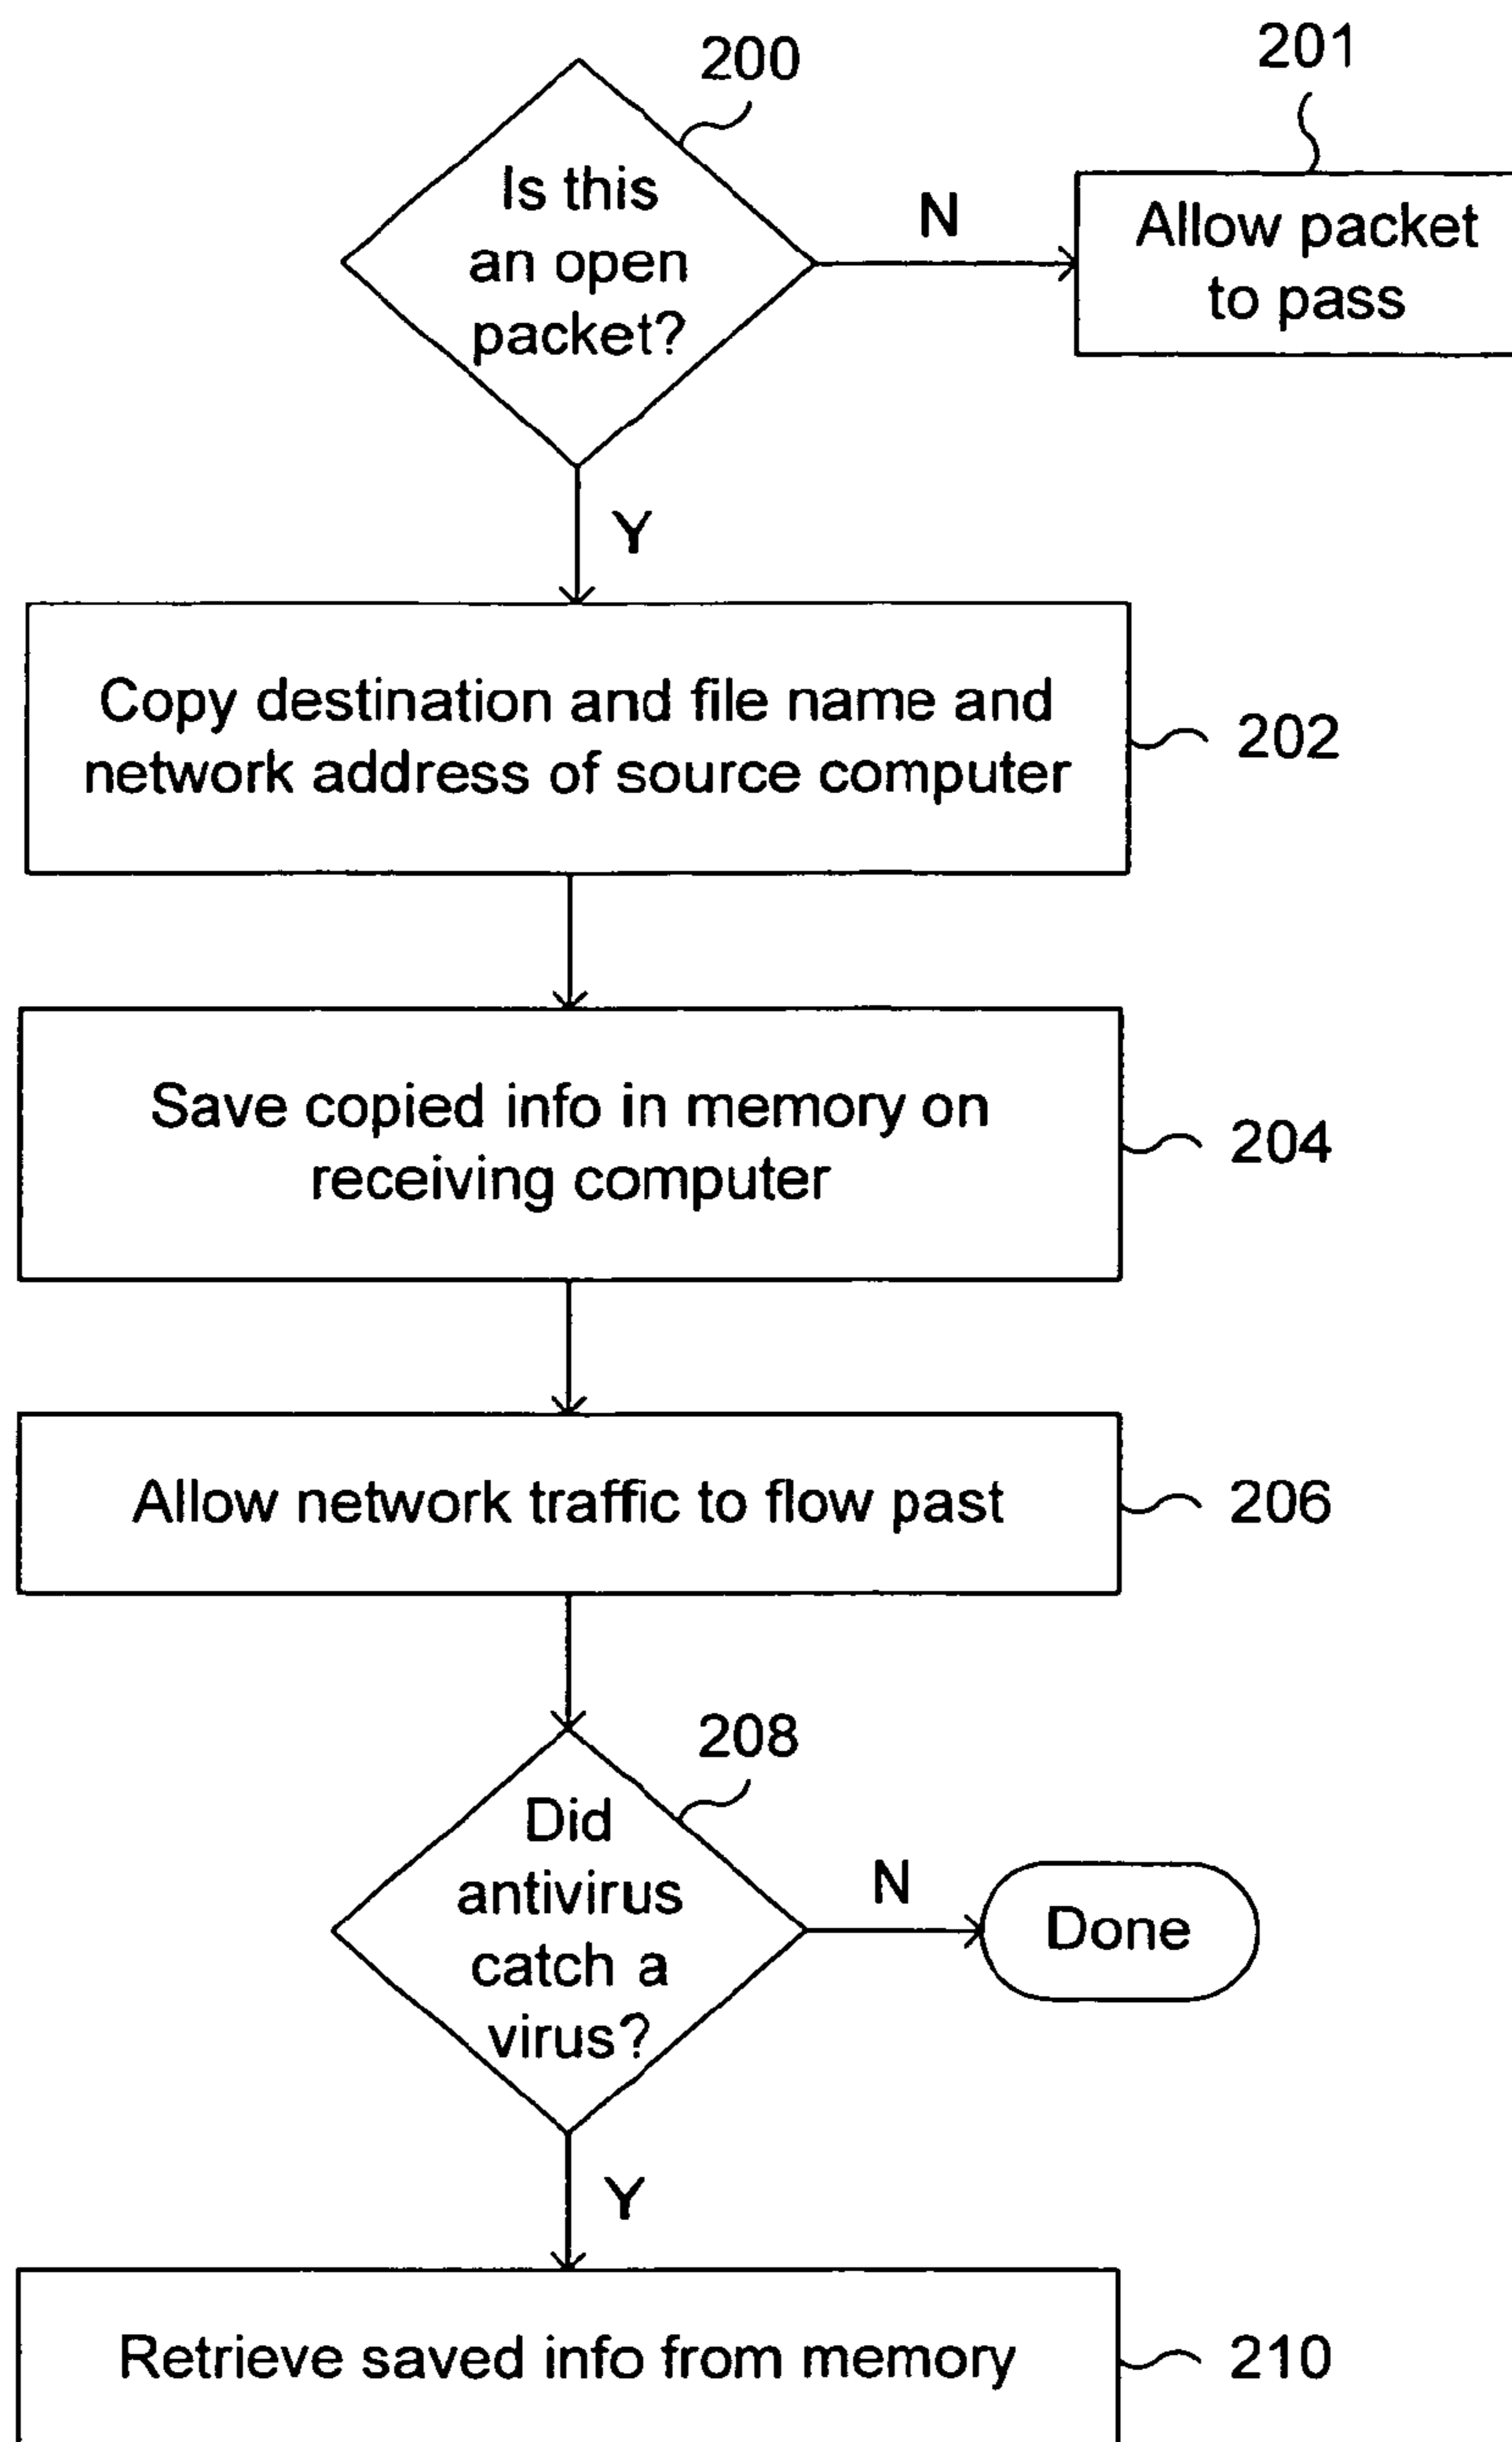 200
201
Is this
an open
packet?
N
Allow packet
to pass
Y
Copy destination and file name and
network address of source computer
202
Save copied info in memory on
receiving computer
204
Allow network traffic to flow past
206
208
Did
antivirus
catch a
virus?
N
Done
Y
Retrieve saved info from memory
210